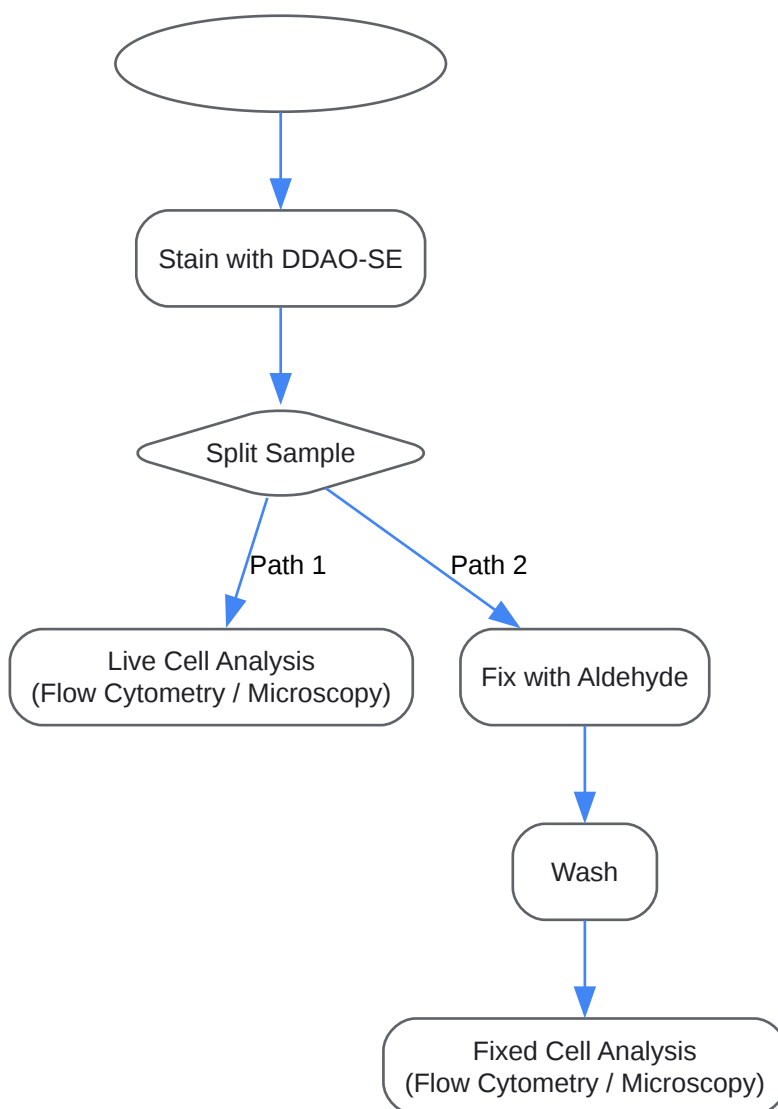 Stain with DDAO-SE
Split Sample
Path 1
Path 2
Live Cell Analysis
(Flow Cytometry / Microscopy)
Fix with Aldehyde
Wash
Fixed Cell Analysis
(Flow Cytometry / Microscopy)